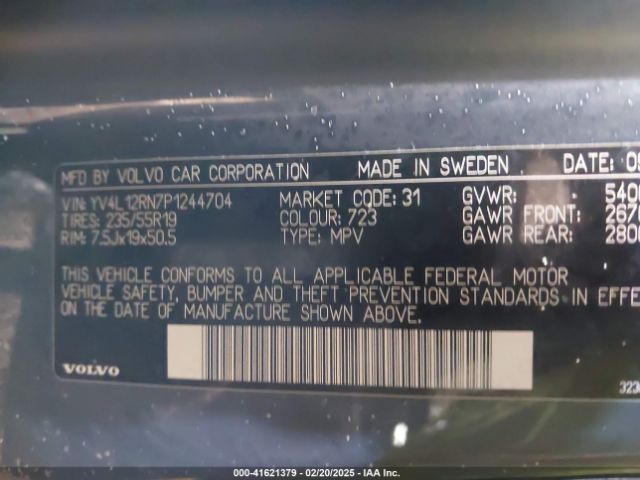 MFD BY VOLVO CAR CORPORATION MADE IN SWEDEN DATE:
VIN: YV4L12RN7P1244704 MARKET CODE: 31 GVWR: 540
TIRES: 235/55R19 COLOUR: 723 GAWR FRONT: 267
RIM: 7.5Jx19x50.5 TYPE: MPV GAWR REAR: 280
THIS VEHICLE CONFORMS TO ALL APPLICABLE FEDERAL MOTOR
VEHICLE SAFETY, BUMPER AND THEFT PREVENTION STANDARDS IN EFFE
ON THE DATE OF MANUFACTURE SHOWN ABOVE.
VOLVO
323
000-41621379 — 02/20/2025 — IAA Inc.